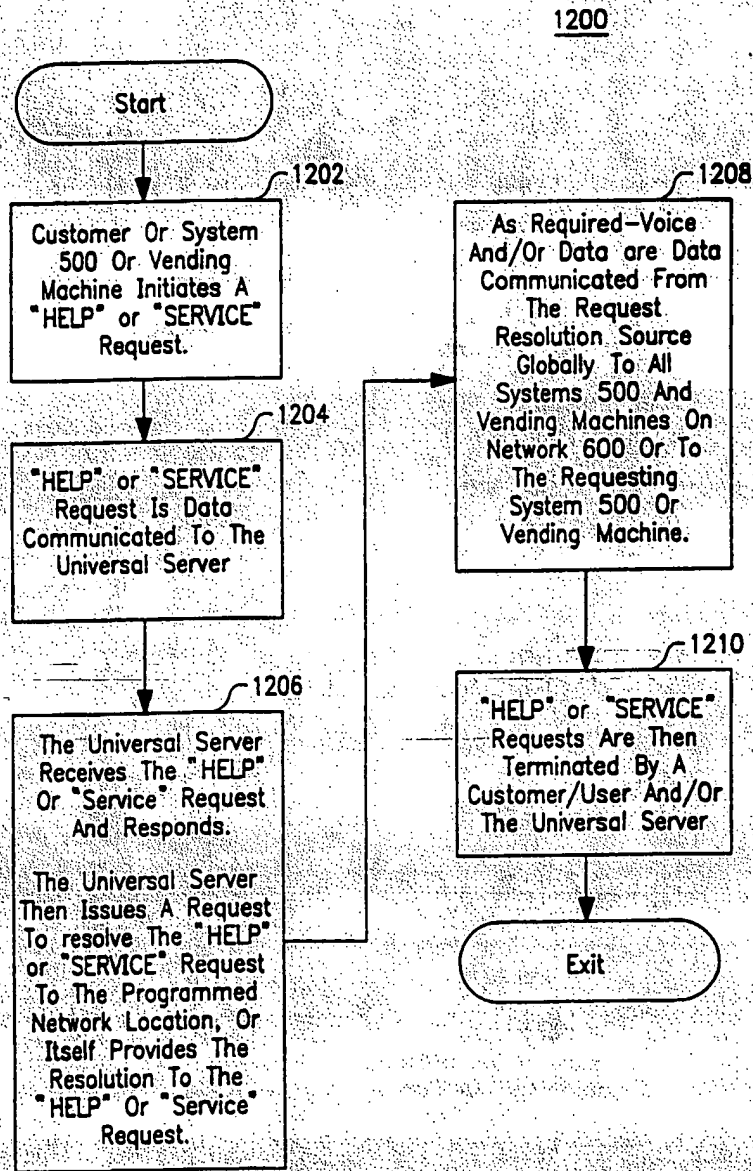 1200
Start
1202
Customer Or System
500 Or Vending
Machine Initiates A
"HELP" or "SERVICE"
Request.
1204
"HELP" or "SERVICE"
Request Is Data
Communicated To The
Universal Server
1206
The Universal Server
Receives The "HELP"
Or "Service" Request
And Responds.
The Universal Server
Then Issues A Request
To resolve The "HELP"
or "SERVICE" Request
To The Programmed
Network Location, Or
Itself Provides The
Resolution To The
"HELP" Or "Service"
Request.
1208
As Required-Voice
And/Or Data are Data
Communicated From
The Request
Resolution Source
Globally To All
Systems 500 And
Vending Machines On
Network 600 Or To
The Requesting
System 500 Or
Vending Machine.
1210
"HELP" or "SERVICE"
Requests Are Then
Terminated By A
Customer/User And/Or
The Universal Server
Exit